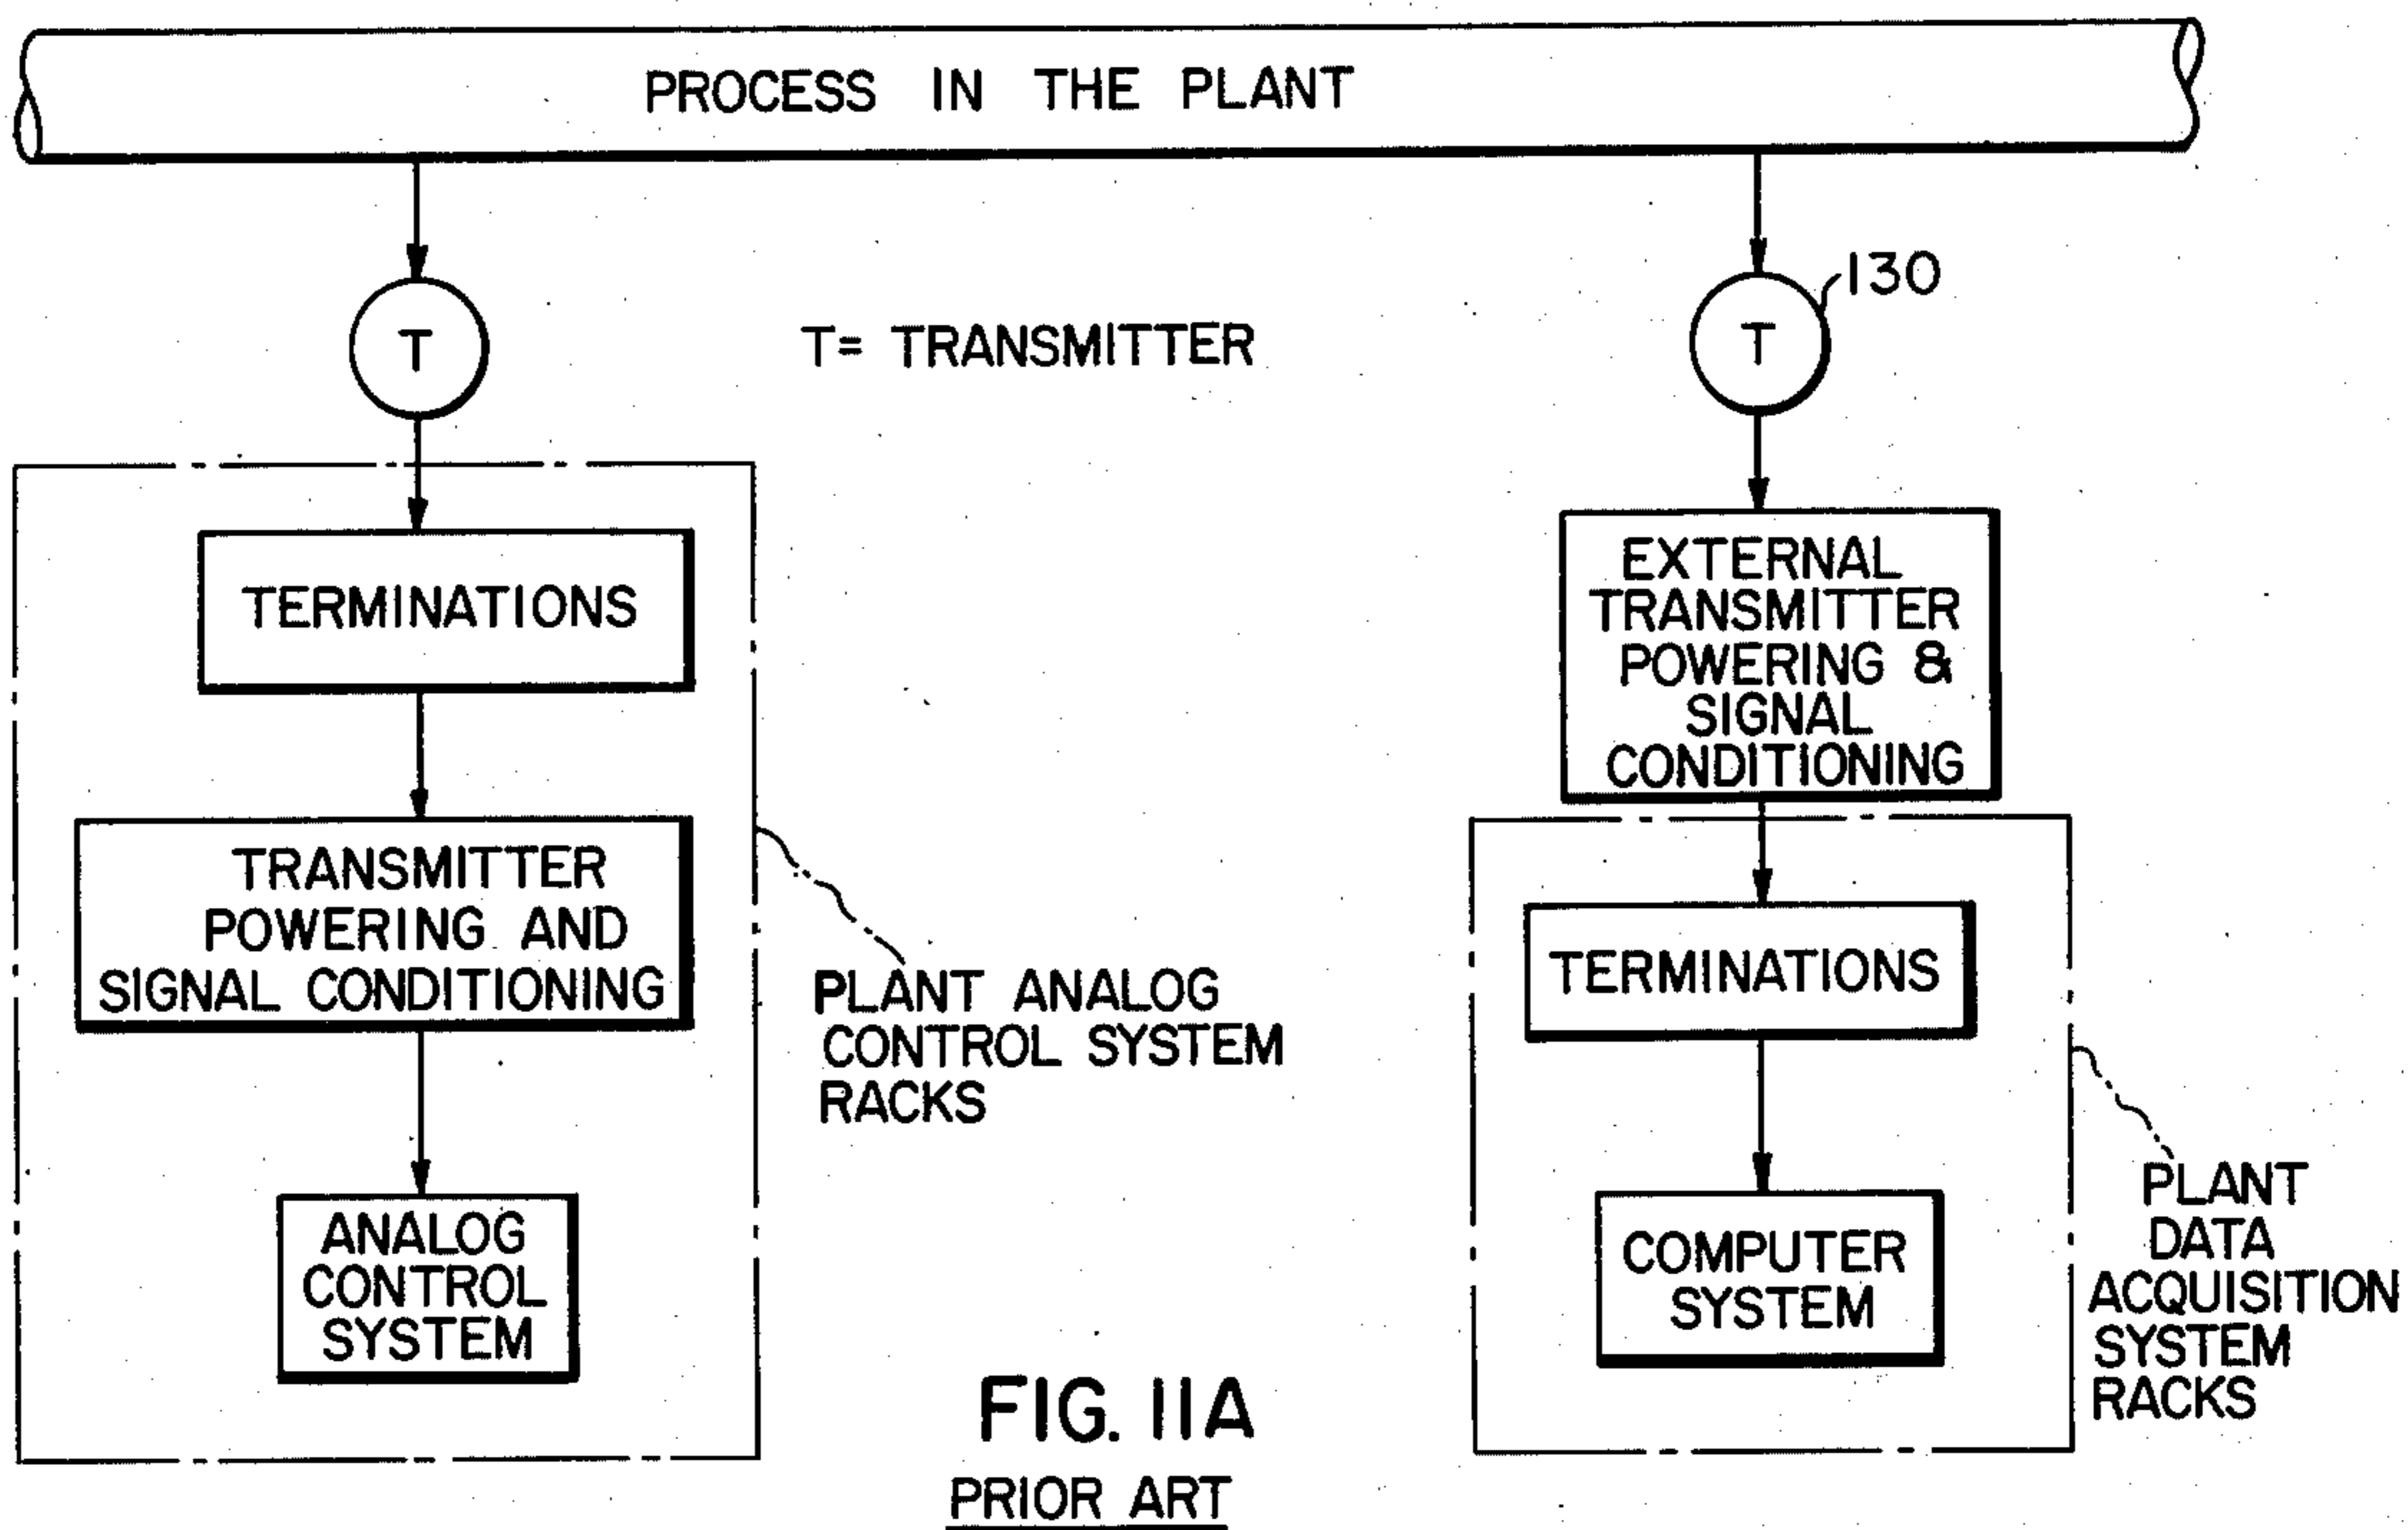 PROCESS IN THE PLANT
T
T= TRANSMITTER
T
130
TERMINATIONS
TRANSMITTER
POWERING AND
SIGNAL CONDITIONING
ANALOG
CONTROL
SYSTEM
PLANT ANALOG
CONTROL SYSTEM
RACKS
EXTERNAL
TRANSMITTER
POWERING &
SIGNAL
CONDITIONING
TERMINATIONS
COMPUTER
SYSTEM
PLANT
DATA
ACQUISITION
SYSTEM
RACKS
FIG. 11A
PRIOR ART